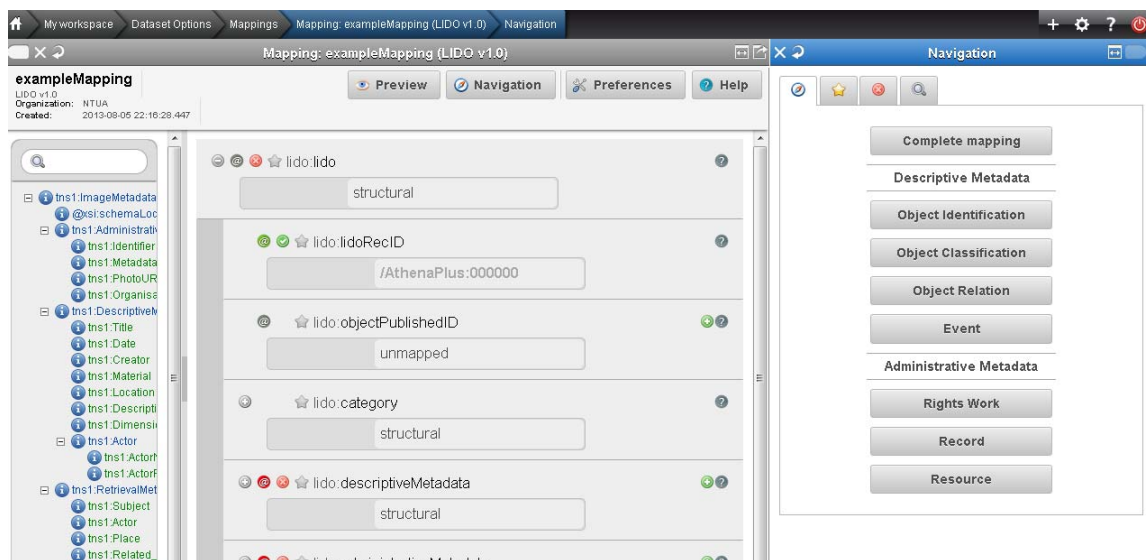 My workspace Dataset Options Mappings Mapping: exampleMapping (LIDO v1.0) Navigation
Mapping: exampleMapping (LIDO v1.0)
Navigation
exampleMapping
LIDO v1.0
Organization: NTUA
Created: 2013-08-05 22:16:28.447
Preview Navigation Preferences Help
tns1:ImageMetadata
@xsi:schemaLoc
tns1:Administrativ
tns1:Identifier
tns1:Metadata
tns1:PhotoUR
tns1:Organisa
tns1:Descriptive
tns1:Title
tns1:Date
tns1:Creator
tns1:Material
tns1:Location
tns1:Descripti
tns1:Dimensi
tns1:Actor
tns1:Actor
tns1:Actor
tns1:RetrievalMet
tns1:Subject
tns1:Actor
tns1:Place
tns1:Related_
lido:lido
structural
lido:lidoRecID
/AthenaPlus:000000
lido:objectPublishedID
unmapped
lido:category
structural
lido:descriptiveMetadata
structural
Complete mapping
Descriptive Metadata
Object Identification
Object Classification
Object Relation
Event
Administrative Metadata
Rights Work
Record
Resource